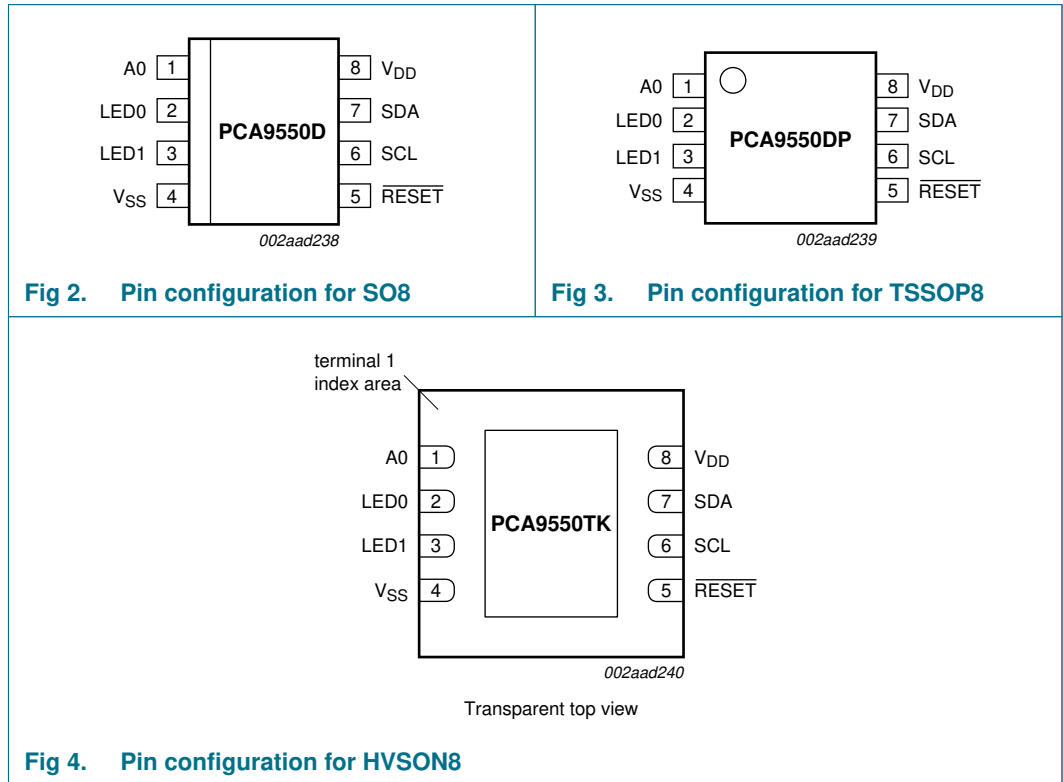 A0 1
LED0 2
LED1 3
VSS 4
PCA9550D
8 VDD
7 SDA
6 SCL
5 RESET
002aad238
Fig 2. Pin configuration for SO8
A0 1
LED0 2
LED1 3
VSS 4
PCA9550DP
8 VDD
7 SDA
6 SCL
5 RESET
002aad239
Fig 3. Pin configuration for TSSOP8
terminal 1
index area
A0 1
LED0 2
LED1 3
VSS 4
PCA9550TK
8 VDD
7 SDA
6 SCL
5 RESET
002aad240
Transparent top view
Fig 4. Pin configuration for HVSON8